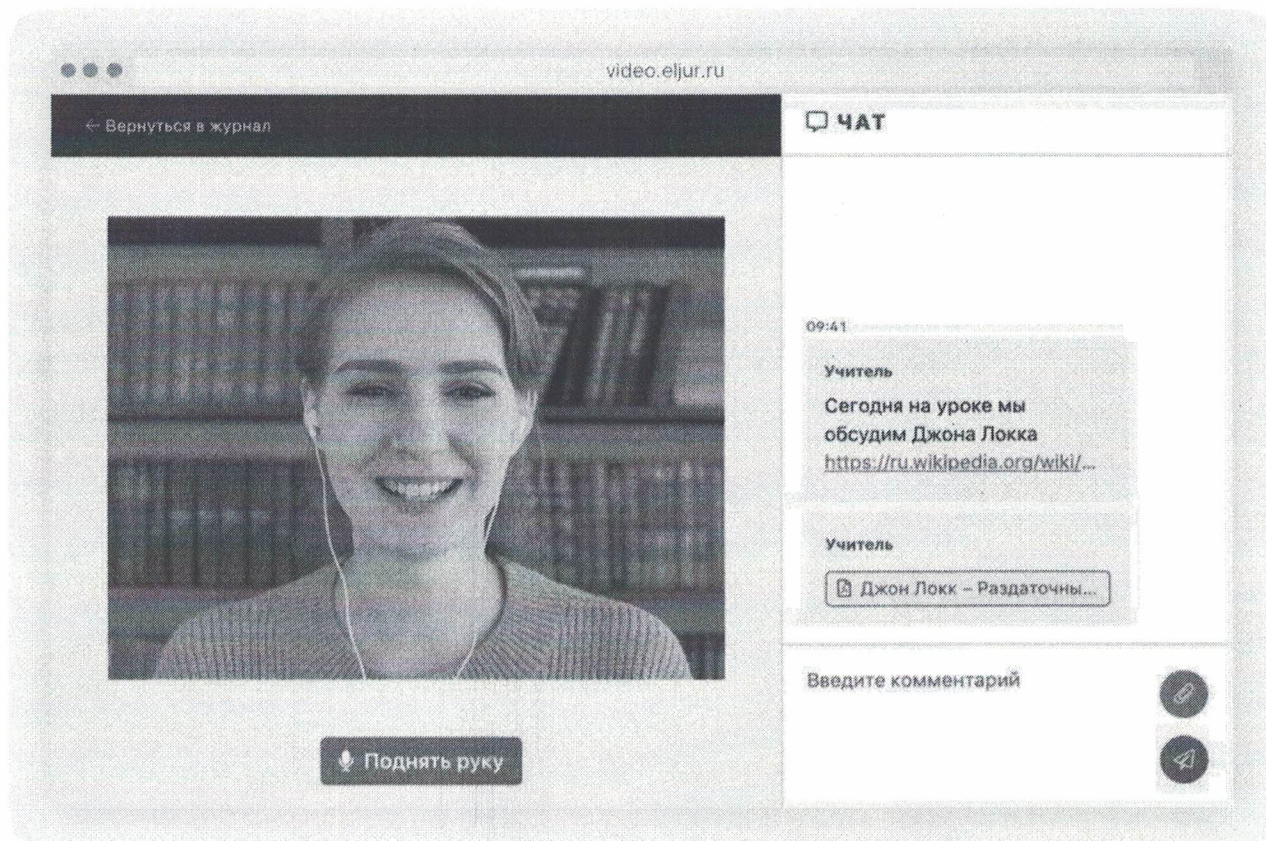 video.eljur.ru
← Вернуться в журнал
ЧАТ
09:41
Учитель
Сегодня на уроке мы
обсудим Джона Локка
https://ru.wikipedia.org/wiki/...
Учитель
Джон Локк – Раздаточны...
Введите комментарий
Поднять руку